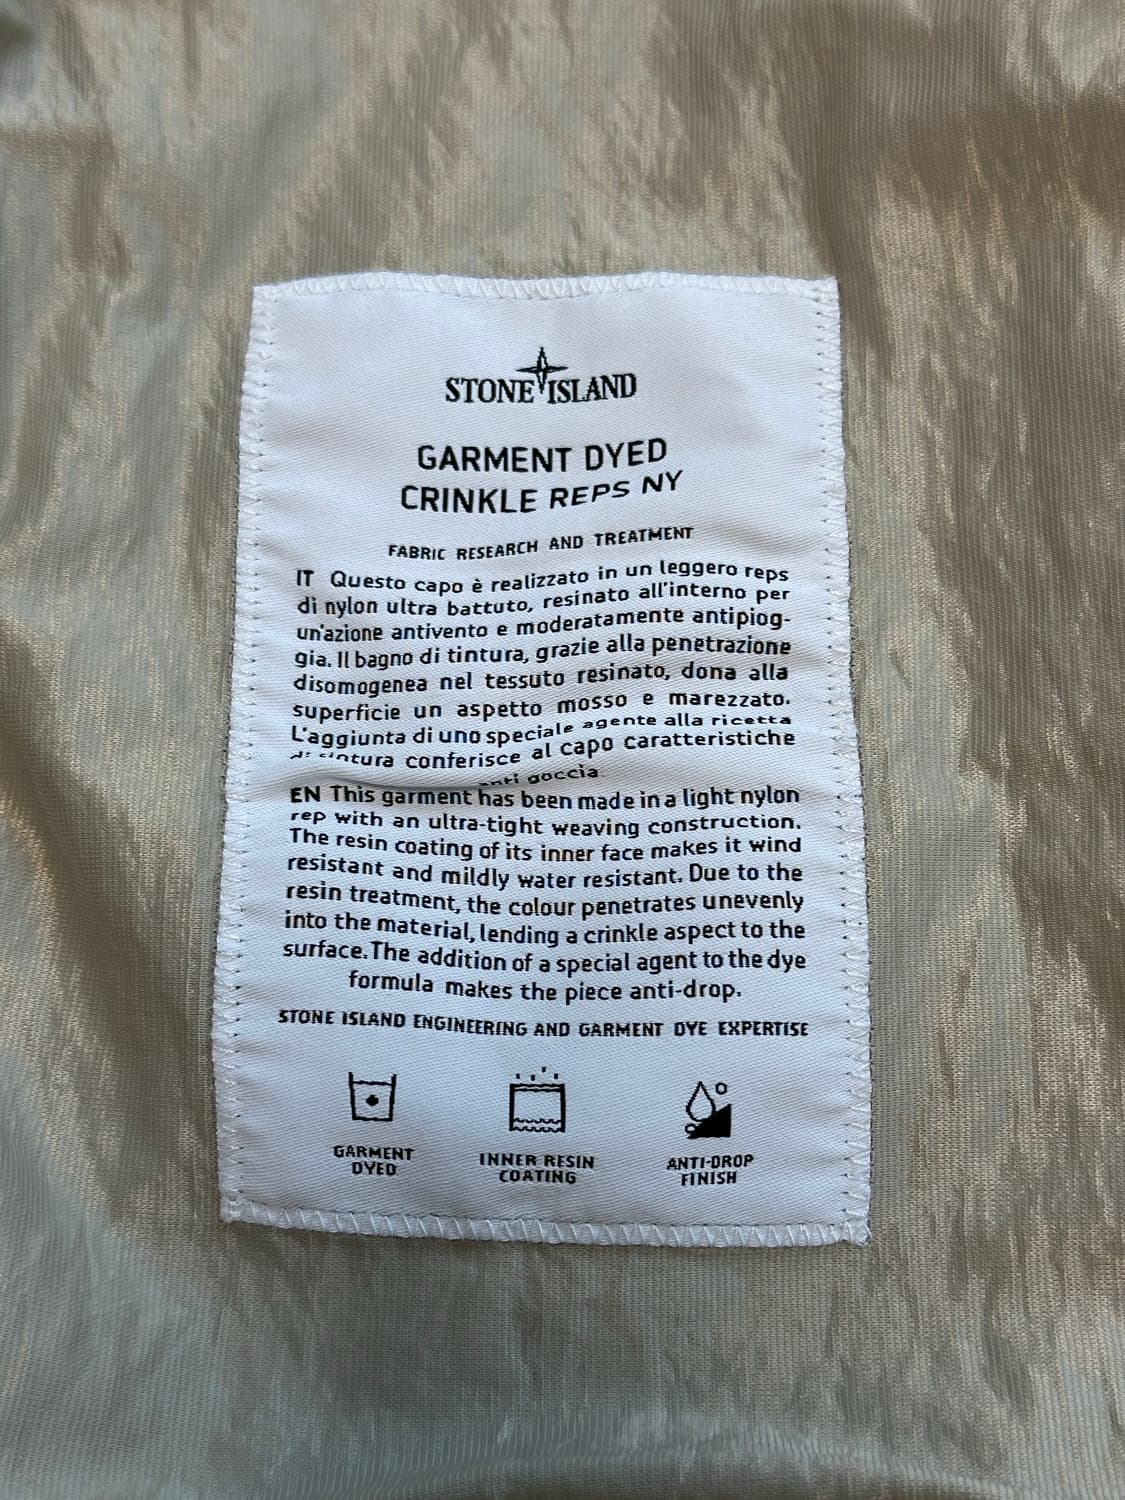 STONE ISLAND
GARMENT DYED
CRINKLE REPS NY
FABRIC RESEARCH AND TREATMENT
IT Questo capo è realizzato in un leggero reps
di nylon ultra battuto, resinato all'interno per
un'azione antivento e moderatamente antipiog-
gia. Il bagno di tintura, grazie alla penetrazione
disomogenea nel tessuto resinato, dona alla
superficie un aspetto mosso e marezzato.
L'aggiunta di uno speciale agente alla ricetta
di tintura conferisce al capo caratteristiche
anti goccia.
EN This garment has been made in a light nylon
rep with an ultra-tight weaving construction.
The resin coating of its inner face makes it wind
resistant and mildly water resistant. Due to the
resin treatment, the colour penetrates unevenly
into the material, lending a crinkle aspect to the
surface.The addition of a special agent to the dye
formula makes the piece anti-drop.
STONE ISLAND ENGINEERING AND GARMENT DYE EXPERTISE
GARMENT
DYED
INNER RESIN
COATING
ANTI-DROP
FINISH